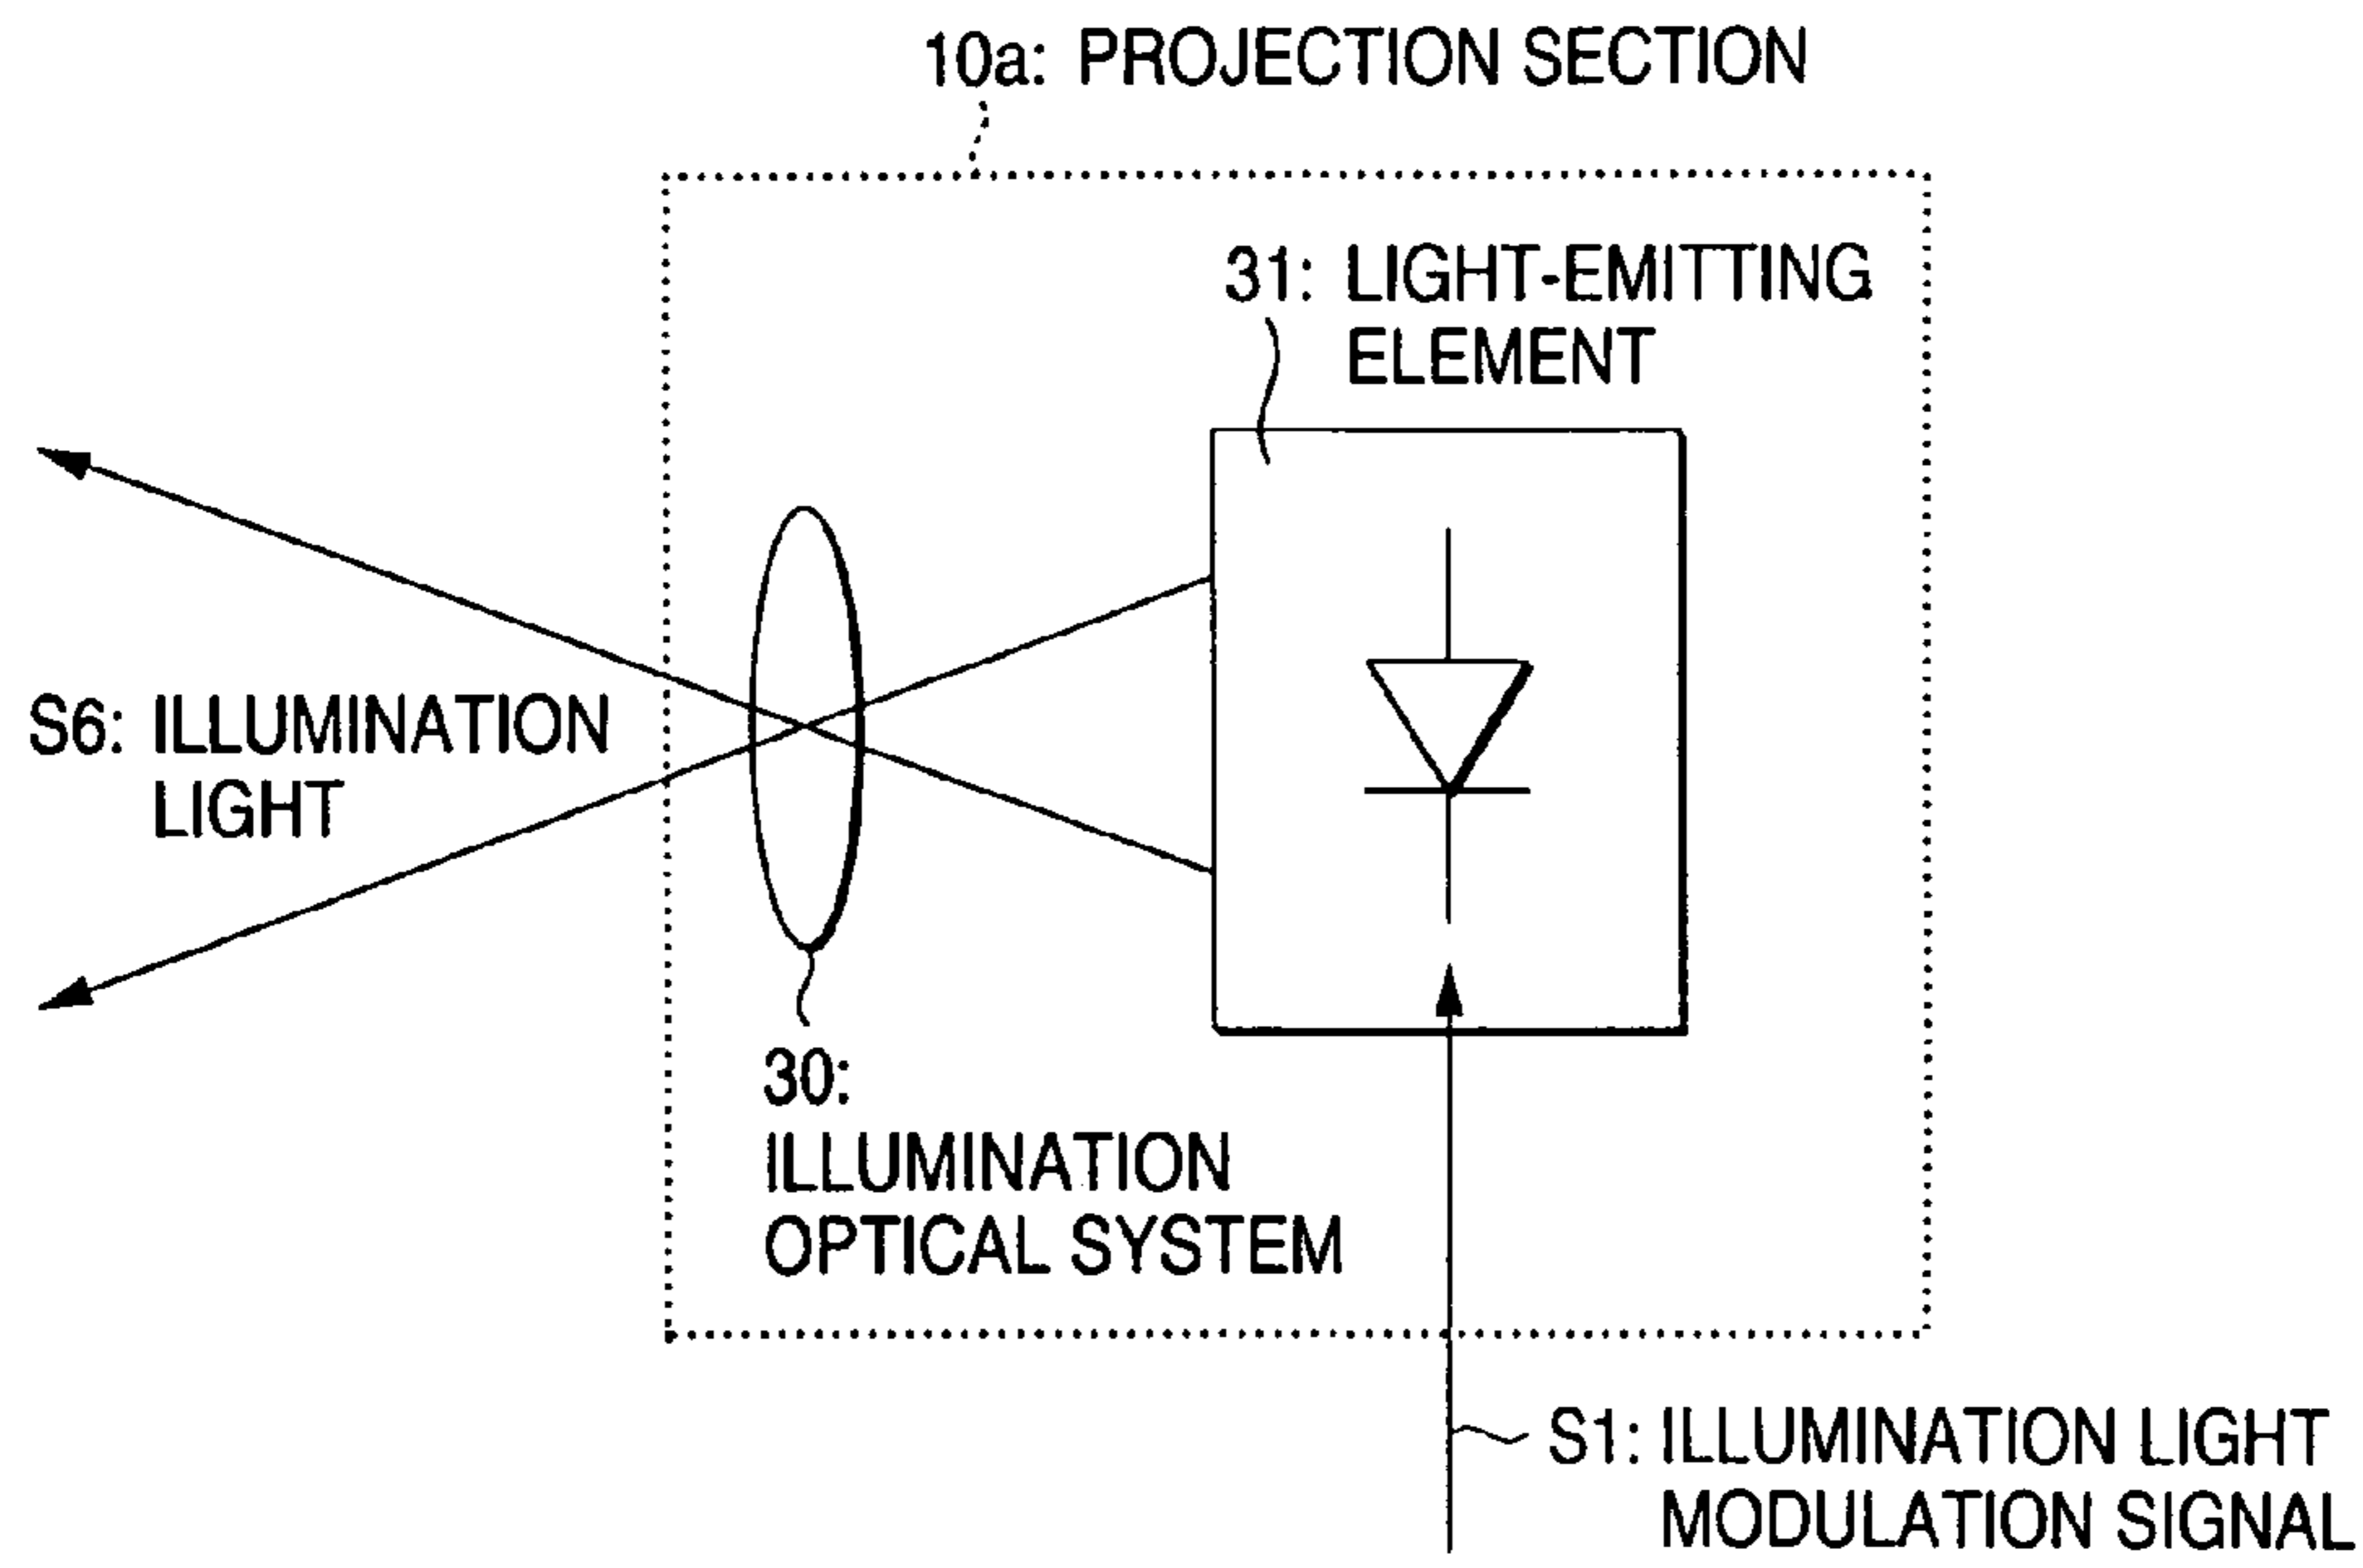 10a: PROJECTION SECTION
31: LIGHT-EMITTING
ELEMENT
S6: ILLUMINATION
LIGHT
30:
ILLUMINATION
OPTICAL SYSTEM
S1: ILLUMINATION LIGHT
MODULATION SIGNAL